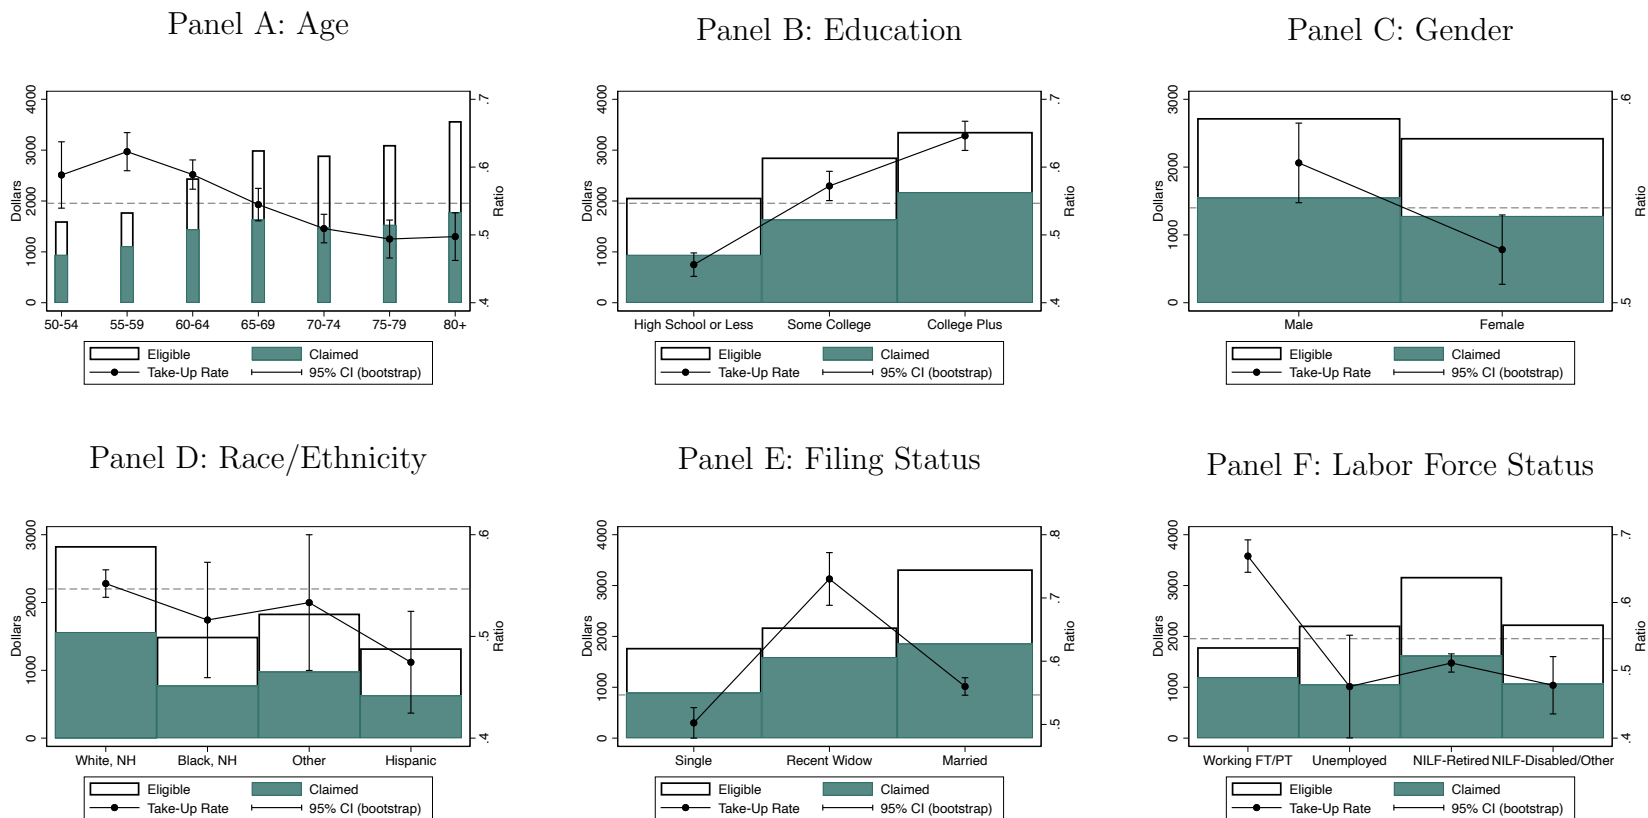 Panel A: Age
4000
3000
2000
1000
0
Dollars
.7
.6
.5
.4
Ratio
50-54 55-59 60-64 65-69 70-74 75-79 80+
Eligible Claimed
Take-Up Rate 95% CI (bootstrap)
Panel B: Education
4000
3000
2000
1000
0
Dollars
.7
.6
.5
.4
Ratio
High School or Less Some College College Plus
Eligible Claimed
Take-Up Rate 95% CI (bootstrap)
Panel C: Gender
3000
2000
1000
0
Dollars
.6
.5
Ratio
Male Female
Eligible Claimed
Take-Up Rate 95% CI (bootstrap)
Panel D: Race/Ethnicity
3000
2000
1000
0
Dollars
.6
.5
.4
Ratio
White, NH Black, NH Other Hispanic
Eligible Claimed
Take-Up Rate 95% CI (bootstrap)
Panel E: Filing Status
4000
3000
2000
1000
0
Dollars
.8
.7
.6
.5
Ratio
Single Recent Widow Married
Eligible Claimed
Take-Up Rate 95% CI (bootstrap)
Panel F: Labor Force Status
4000
3000
2000
1000
0
Dollars
.7
.6
.5
.4
Ratio
Working FT/PT Unemployed NILF-Retired NILF-Disabled/Other
Eligible Claimed
Take-Up Rate 95% CI (bootstrap)